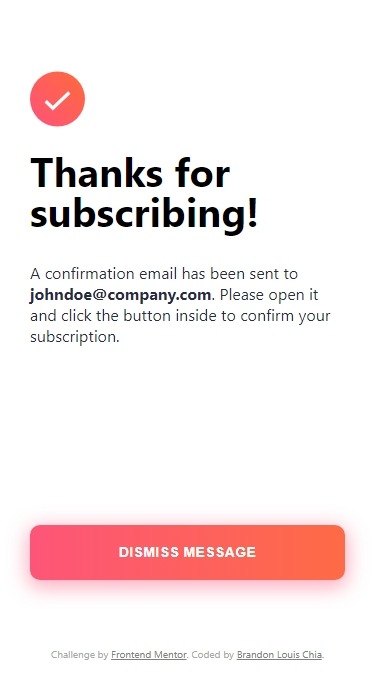 Thanks for
subscribing!
A confirmation email has been sent to
johndoe@company.com. Please open it
and click the button inside to confirm your
subscription.
DISMISS MESSAGE
Challenge by Frontend Mentor. Coded by Brandon Louis Chia.